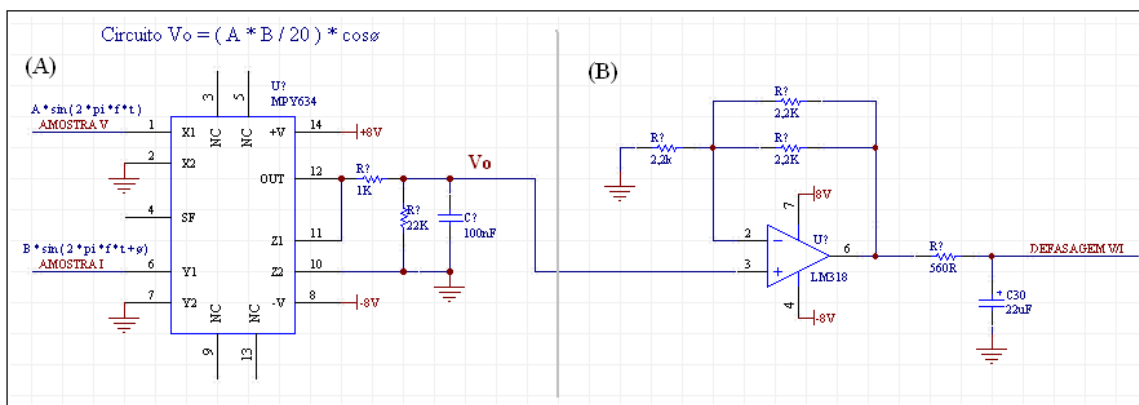 Circuito Vo = ( A * B / 20 ) * cosø
(A)
U?
MPY634
A*sin(2*pi*f*t)
AMOSTRA V
1
X1
2
X2
4
SF
B*sin(2*pi*f*t+ø)
AMOSTRA I
6
Y1
7
Y2
3
NC
5
NC
9
NC
13
NC
+V
14
+8V
OUT
12
Z1
11
Z2
10
-V
8
-8V
R?
1K
R?
22K
C?
100nF
Vo
(B)
R?
2,2K
R?
2,2k
R?
2,2K
7
8V
2
3
U?
LM318
6
4
-8V
R?
560R
DEFASAGEM V/I
+
C30
22uF